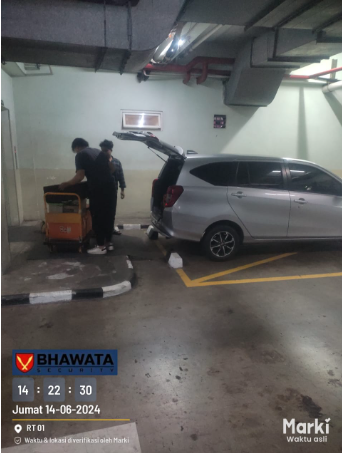 BHAWATA
SECURITY
14 : 22 : 30
Jumat 14-06-2024
RT 01
Waktu & lokasi diverifikasi oleh Marki
Marki
Waktu asli